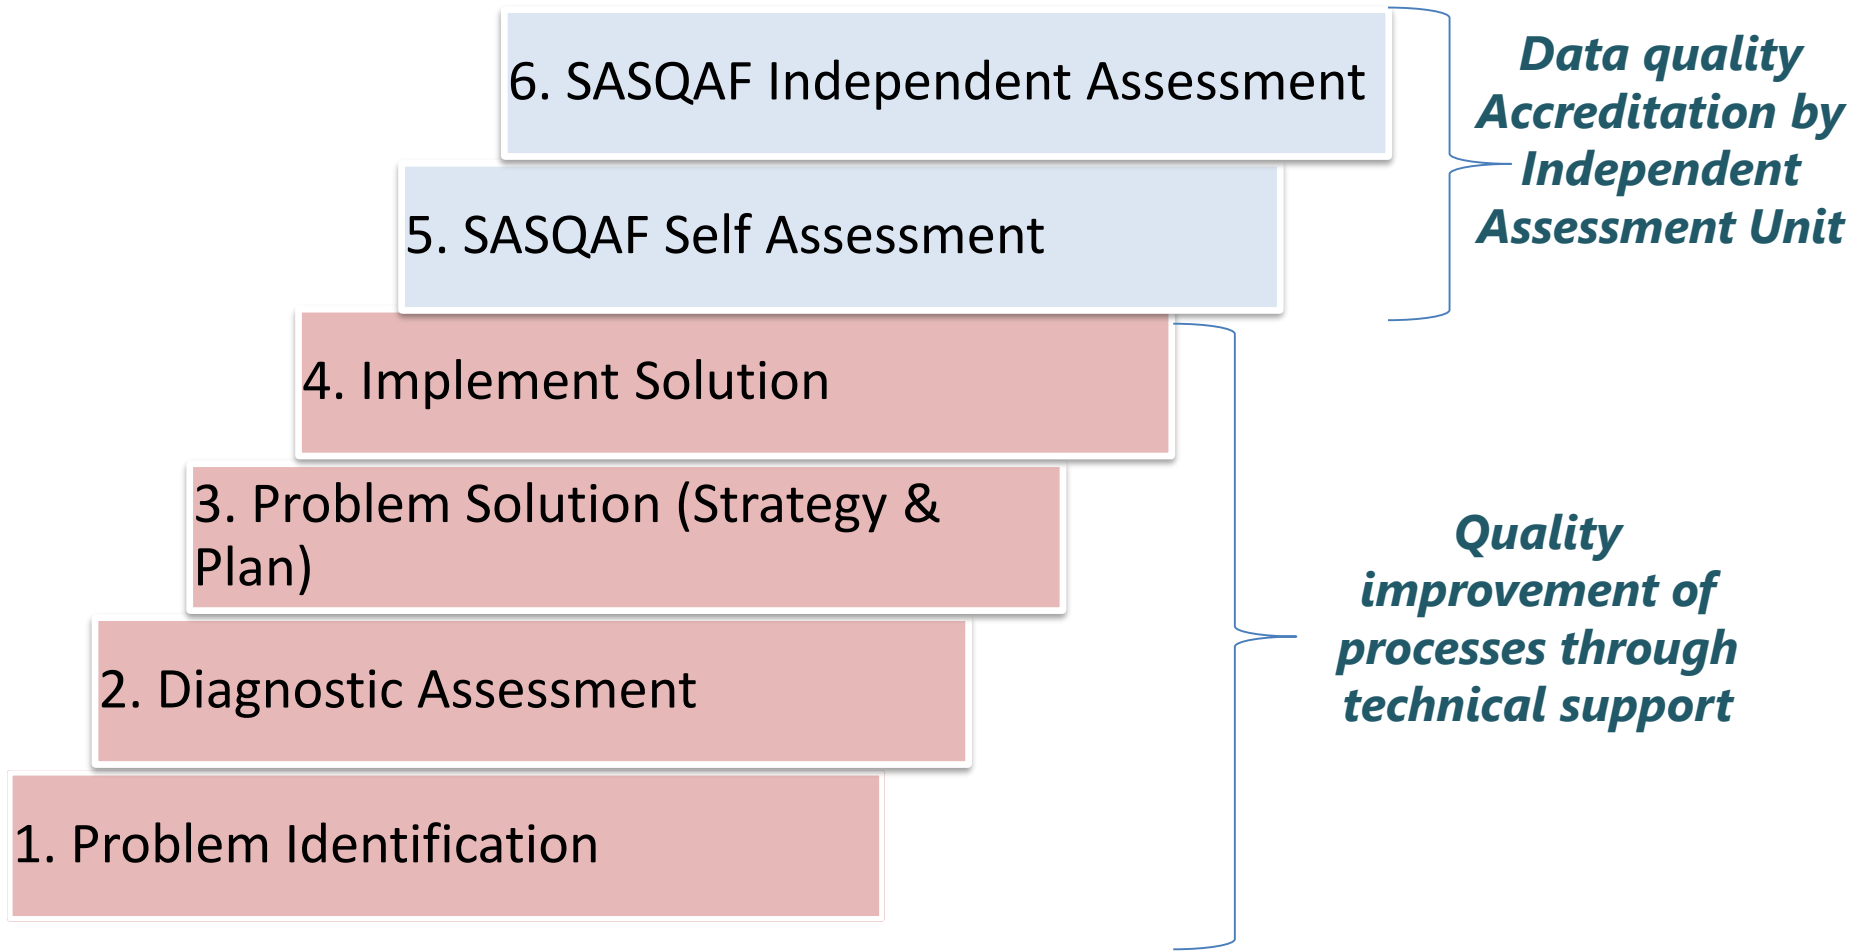 6. SASQAF Independent Assessment
5. SASQAF Self Assessment
4. Implement Solution
3. Problem Solution (Strategy &
Plan)
2. Diagnostic Assessment
1. Problem Identification
Data quality
Accreditation by
Independent
Assessment Unit
Quality
improvement of
processes through
technical support